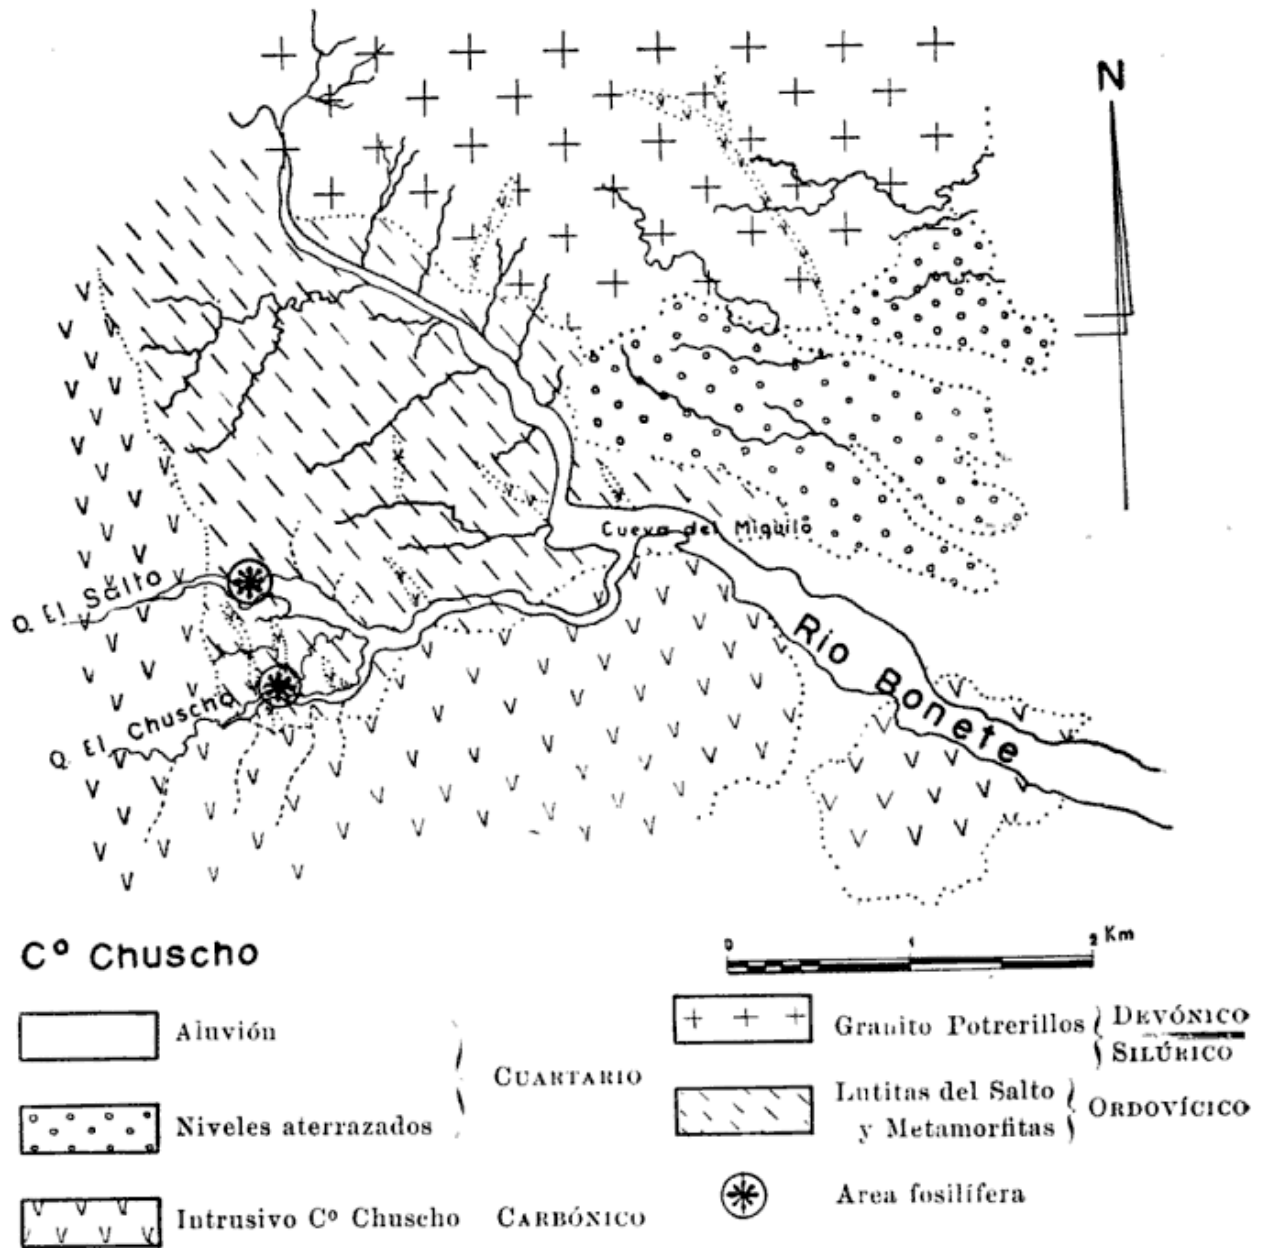 N
Cueva del Miquilo
Q. El Salto
Rio Bonete
Q. El Chuscho
Cº Chuscho
0 1 2 Km
Aluvión
CUARTARIO
Niveles aterrazados
Intrusivo Cº Chuscho CARBÓNICO
Granito Potrerillos DEVÓNICO
SILÚRICO
Lutitas del Salto
y Metamorfitas ORDOVÍCICO
Area fosilífera